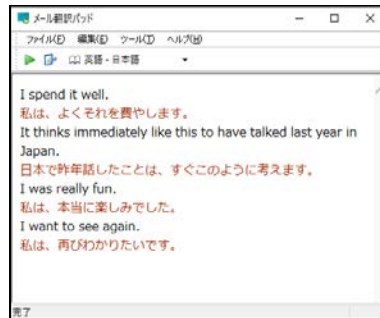 メール翻訳パッド
ファイル(F) 編集(E) ツール(T) ヘルプ(H)
英語 - 日本語
I spend it well.
私は、よくそれを費やします。
It thinks immediately like this to have talked last year in
Japan.
日本で昨年話したことは、すぐこのように考えます。
I was really fun.
私は、本当に楽しみでした。
I want to see again.
私は、再びわかりたいです。
完了